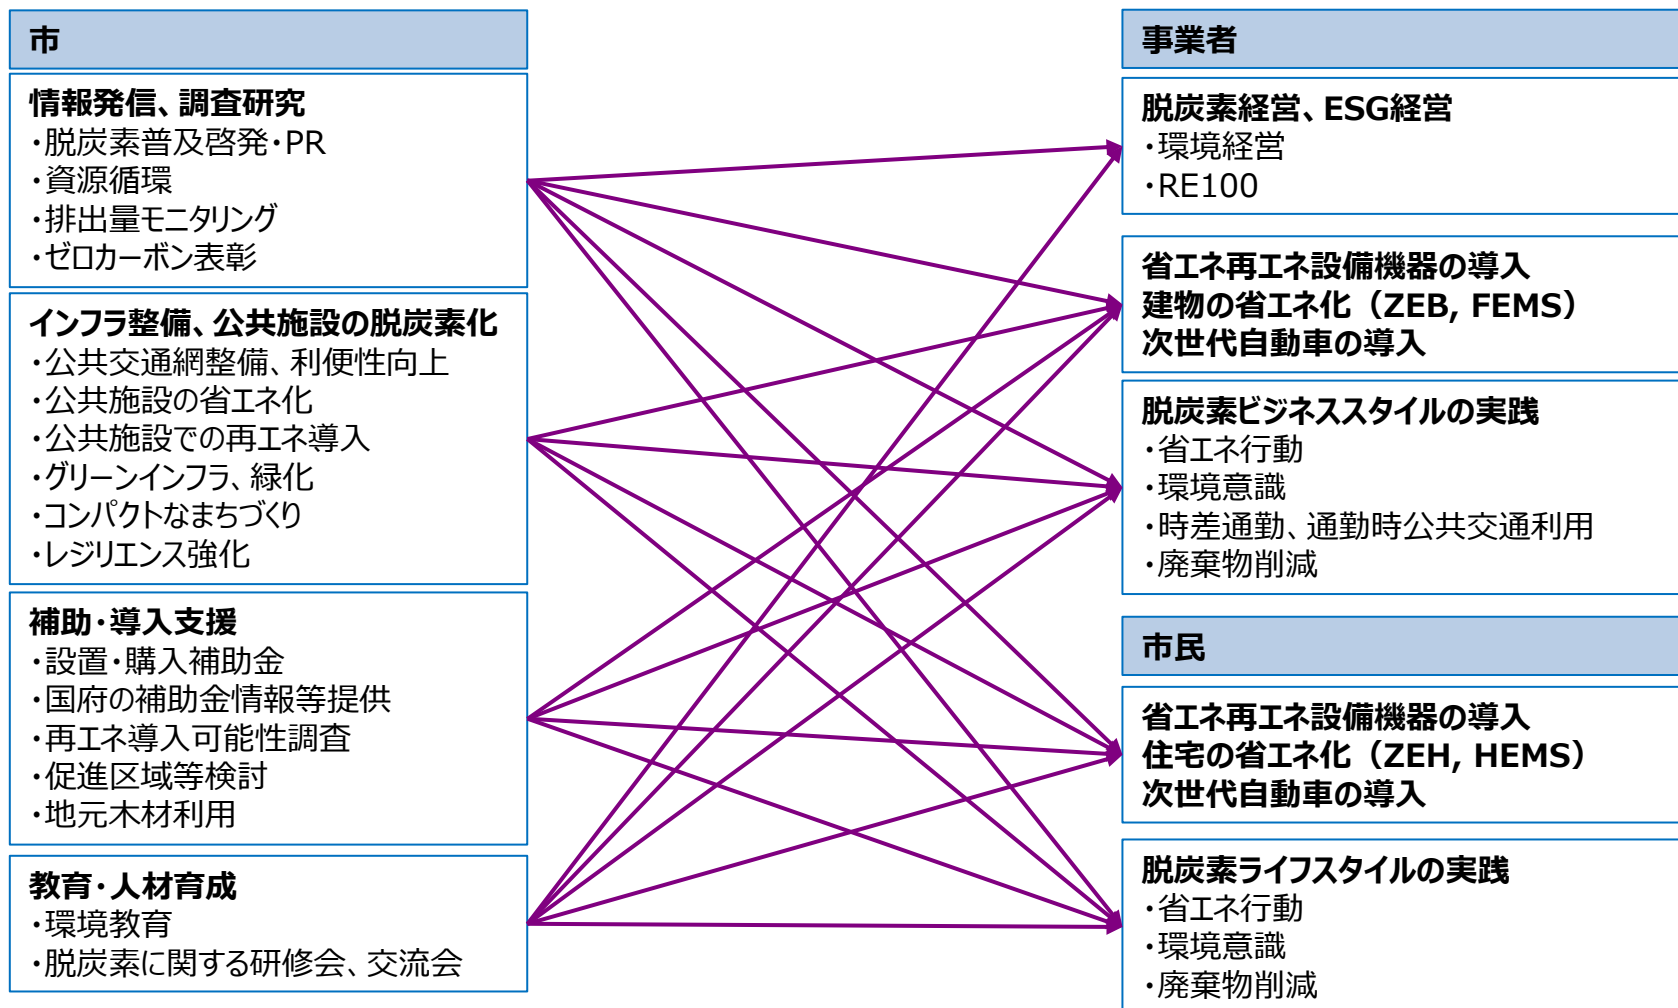 市
情報発信、調査研究
・脱炭素普及啓発・PR
・資源循環
・排出量モニタリング
・ゼロカーボン表彰
インフラ整備、公共施設の脱炭素化
・公共交通網整備、利便性向上
・公共施設の省エネ化
・公共施設での再エネ導入
・グリーンインフラ、緑化
・コンパクトなまちづくり
・レジリエンス強化
補助・導入支援
・設置・購入補助金
・国府の補助金情報等提供
・再エネ導入可能性調査
・促進区域等検討
・地元木材利用
教育・人材育成
・環境教育
・脱炭素に関する研修会、交流会
事業者
脱炭素経営、ESG経営
・環境経営
・RE100
省エネ再エネ設備機器の導入
建物の省エネ化（ZEB, FEMS）
次世代自動車の導入
脱炭素ビジネススタイルの実践
・省エネ行動
・環境意識
・時差通勤、通勤時公共交通利用
・廃棄物削減
市民
省エネ再エネ設備機器の導入
住宅の省エネ化（ZEH, HEMS）
次世代自動車の導入
脱炭素ライフスタイルの実践
・省エネ行動
・環境意識
・廃棄物削減